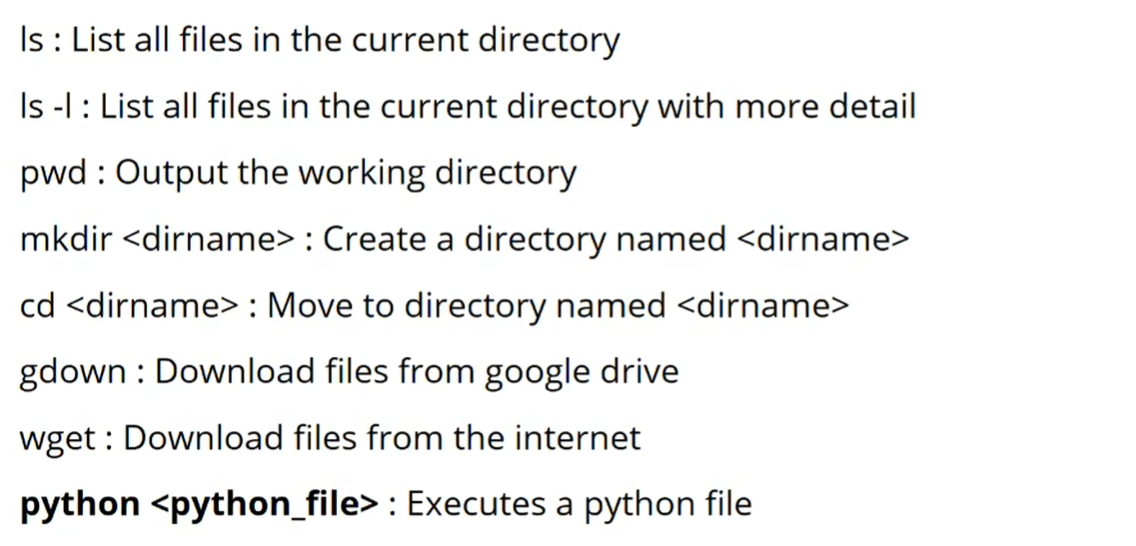 ls : List all files in the current directory
ls -l : List all files in the current directory with more detail
pwd : Output the working directory
mkdir <dirname> : Create a directory named <dirname>
cd <dirname> : Move to directory named <dirname>
gdown : Download files from google drive
wget : Download files from the internet
python <python_file> : Executes a python file